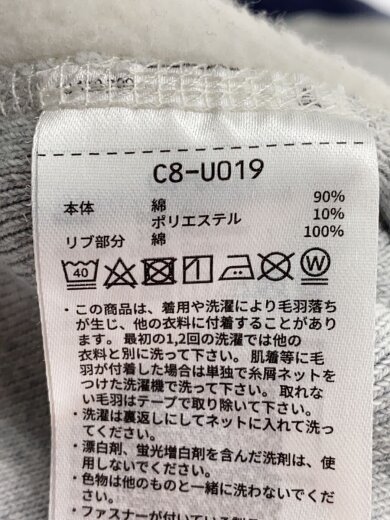 C8-U019
本体 綿 90%
ポリエステル 10%
リブ部分 綿 100%
40 W
・この商品は、着用や洗濯により毛羽落ち
が生じ、他の衣料に付着することがあり
ます。最初の1,2回の洗濯では他の
衣料と別に洗って下さい。肌着等に毛
羽が付着した場合は単独で糸屑ネットを
つけた洗濯機で洗って下さい。取れな
い毛羽はテープで取り除いて下さい。
・洗濯は裏返しにしてネットに入れて洗っ
てください。
・漂白剤、蛍光増白剤を含んだ洗剤は、使
用しないでください。
・色物は他のものと一緒に洗わないでくだ
さい。
・ファスナーが付いている